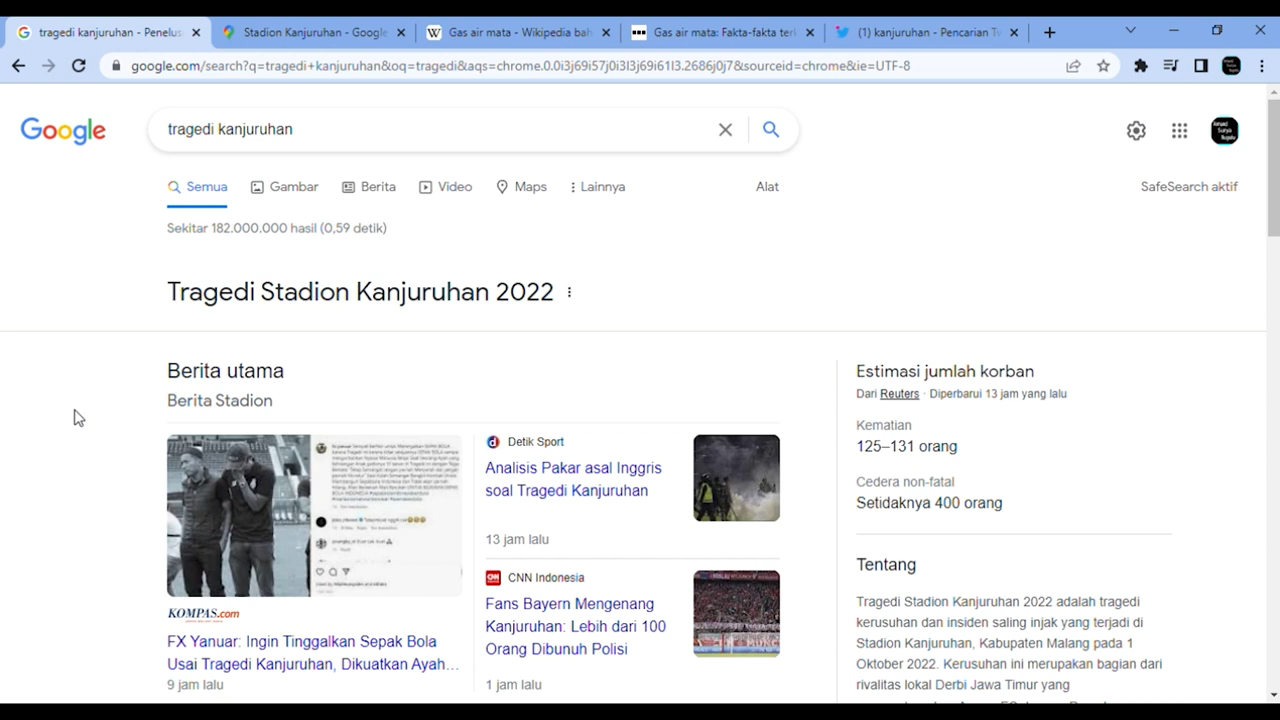 tragedi kanjuruhan - Penelus
Stadion Kanjuruhan - Google
Gas air mata - Wikipedia bah
Gas air mata: Fakta-fakta terk
(1) kanjuruhan - Pencarian Tw
google.com/search?q=tragedi+kanjuruhan&oq=tragedi&aqs=chrome.0.0i3j69i57j0i3l3j69i61l3.2686j0j7&sourceid=chrome&ie=UTF-8
Google
tragedi kanjuruhan
Semua
Gambar
Berita
Video
Maps
Lainnya
Alat
SafeSearch aktif
Sekitar 182.000.000 hasil (0,59 detik)
Tragedi Stadion Kanjuruhan 2022
Berita utama
Berita Stadion
KOMPAS.com
FX Yanuar: Ingin Tinggalkan Sepak Bola
Usai Tragedi Kanjuruhan, Dikuatkan Ayah...
9 jam lalu
Detik Sport
Analisis Pakar asal Inggris
soal Tragedi Kanjuruhan
13 jam lalu
CNN Indonesia
Fans Bayern Mengenang
Kanjuruhan: Lebih dari 100
Orang Dibunuh Polisi
1 jam lalu
Estimasi jumlah korban
Dari Reuters · Diperbarui 13 jam yang lalu
Kematian
125–131 orang
Cedera non-fatal
Setidaknya 400 orang
Tentang
Tragedi Stadion Kanjuruhan 2022 adalah tragedi
kerusuhan dan insiden saling injak yang terjadi di
Stadion Kanjuruhan, Kabupaten Malang pada 1
Oktober 2022. Kerusuhan ini merupakan bagian dari
rivalitas lokal Derbi Jawa Timur yang